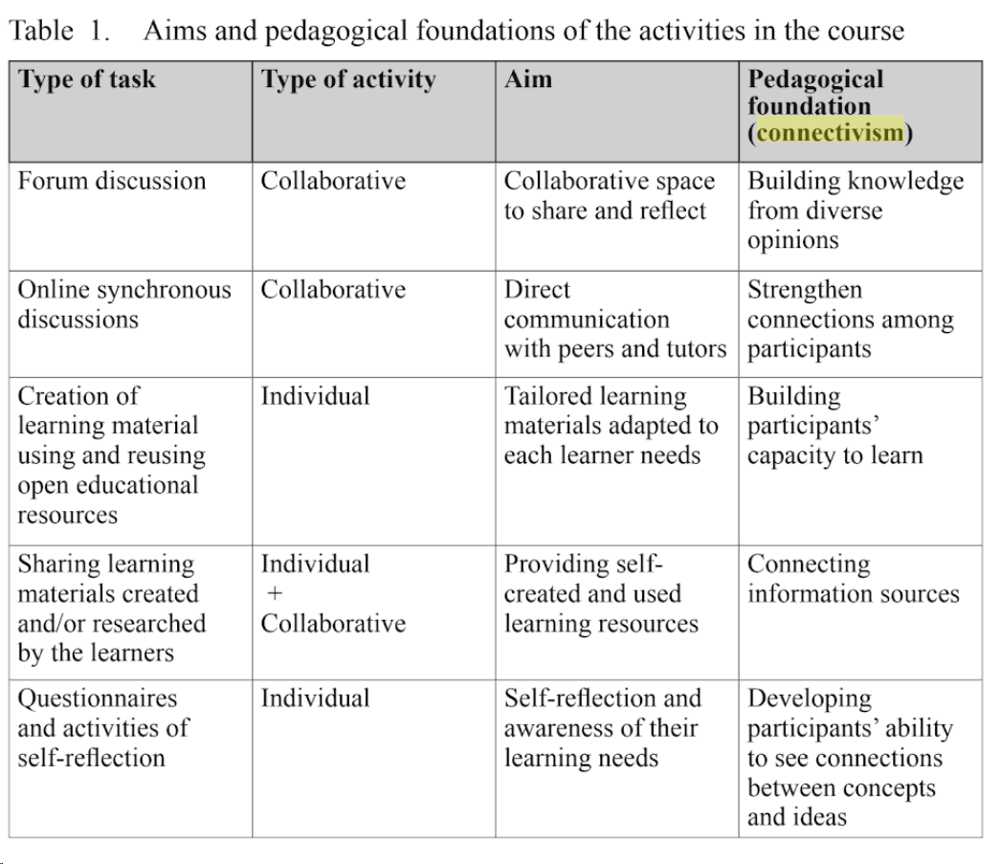 Table 1. Aims and pedagogical foundations of the activities in the course
Type of task
Type of activity
Aim
Pedagogical
foundation
(connectivism)
Forum discussion
Collaborative
Collaborative space
to share and reflect
Building knowledge
from diverse
opinions
Online synchronous
discussions
Collaborative
Direct
communication
with peers and tutors
Strengthen
connections among
participants
Creation of
learning material
using and reusing
open educational
resources
Individual
Tailored learning
materials adapted to
each learner needs
Building
participants’
capacity to learn
Sharing learning
materials created
and/or researched
by the learners
Individual
+
Collaborative
Providing self-
created and used
learning resources
Connecting
information sources
Questionnaires
and activities of
self-reflection
Individual
Self-reflection and
awareness of their
learning needs
Developing
participants’ ability
to see connections
between concepts
and ideas